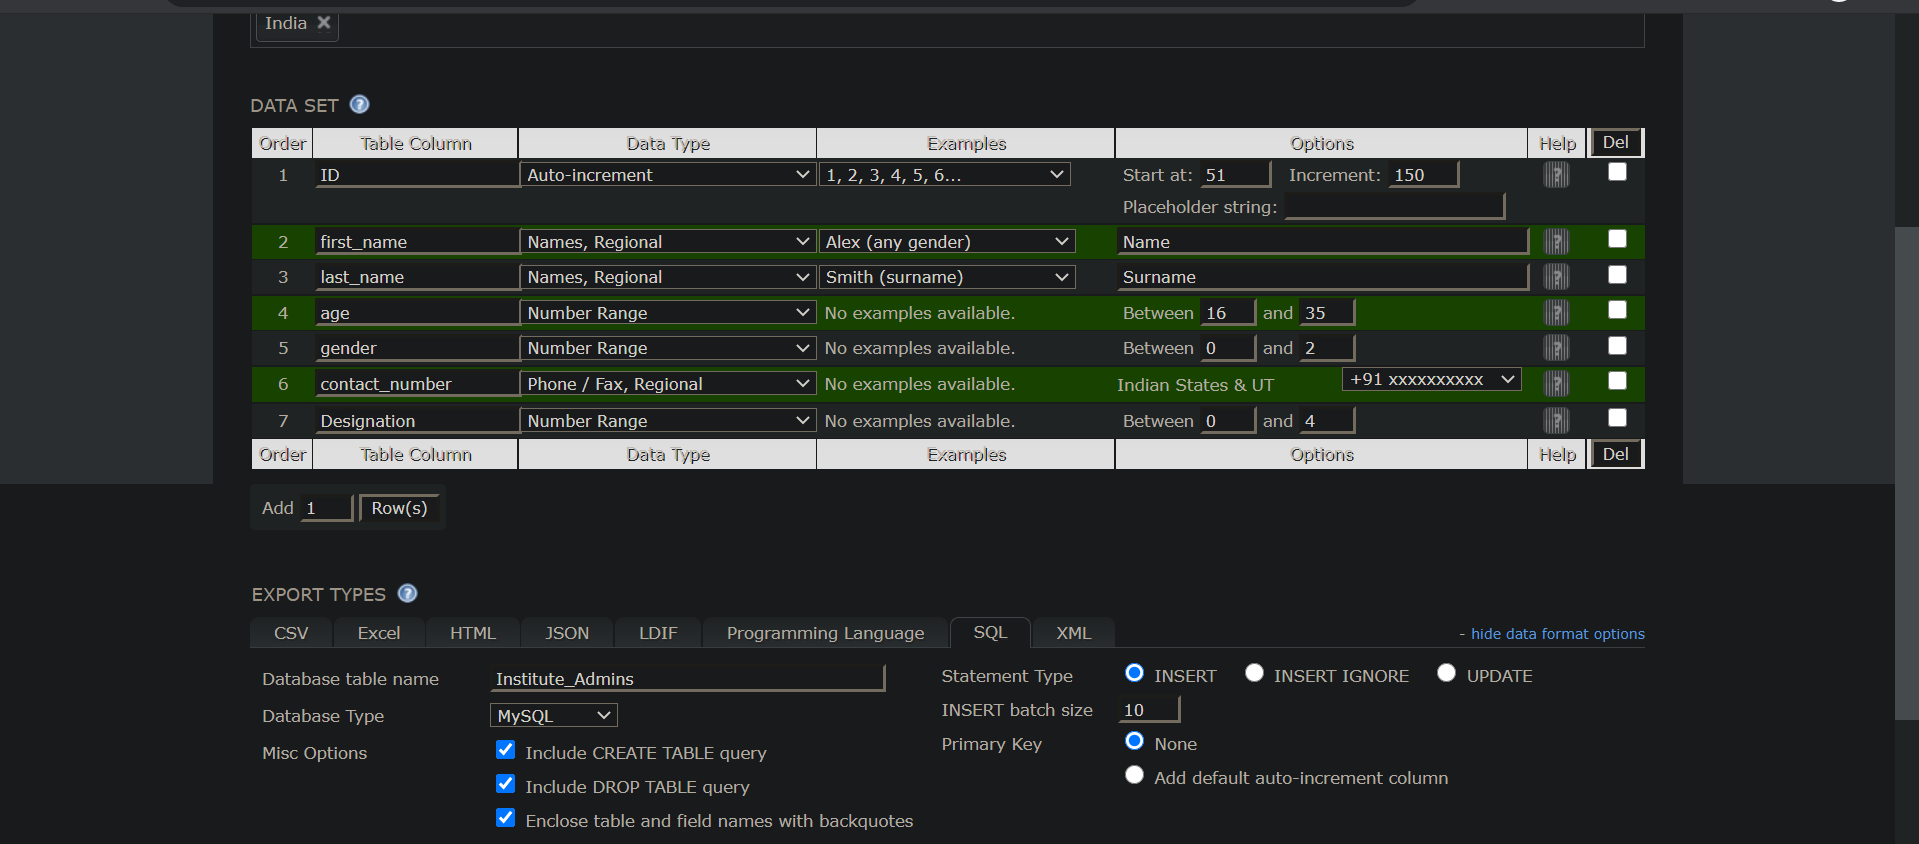 India ×
DATA SET ?
Order Table Column Data Type Examples Options Help Del
1 ID Auto-increment 1, 2, 3, 4, 5, 6... Start at: 51 Increment: 150 ?
Placeholder string:
2 first_name Names, Regional Alex (any gender) Name ?
3 last_name Names, Regional Smith (surname) Surname ?
4 age Number Range No examples available. Between 16 and 35 ?
5 gender Number Range No examples available. Between 0 and 2 ?
6 contact_number Phone / Fax, Regional No examples available. Indian States & UT +91 xxxxxxxxxx ?
7 Designation Number Range No examples available. Between 0 and 4 ?
Order Table Column Data Type Examples Options Help Del
Add 1 Row(s)
EXPORT TYPES ?
CSV Excel HTML JSON LDIF Programming Language SQL XML - hide data format options
Database table name Institute_Admins Statement Type INSERT INSERT IGNORE UPDATE
Database Type MySQL INSERT batch size 10
Misc Options Include CREATE TABLE query Primary Key None
Include DROP TABLE query Add default auto-increment column
Enclose table and field names with backquotes